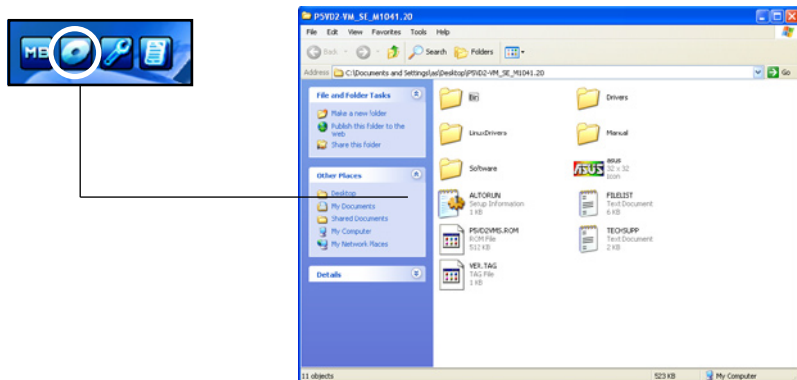 MB
P5VD2-VM_SE_M1041.20
File Edit View Favorites Tools Help
Back Search Folders
Address C:\Documents and Settings\as\Desktop\P5VD2-VM_SE_M1041.20 Go
File and Folder Tasks
Make a new folder
Publish this folder to the
web
Share this folder
Other Places
Desktop
My Documents
Shared Documents
My Computer
My Network Places
Details
Drivers
LinuxDrivers
Manual
Software
asus
32 x 32
Icon
ASUS
AUTORUN
Setup Information
1 KB
FILELIST
Text Document
6 KB
P5VD2VMS.ROM
ROM File
512 KB
TECHSUPP
Text Document
2 KB
VER.TAG
TAG File
1 KB
11 objects
523 KB
My Computer